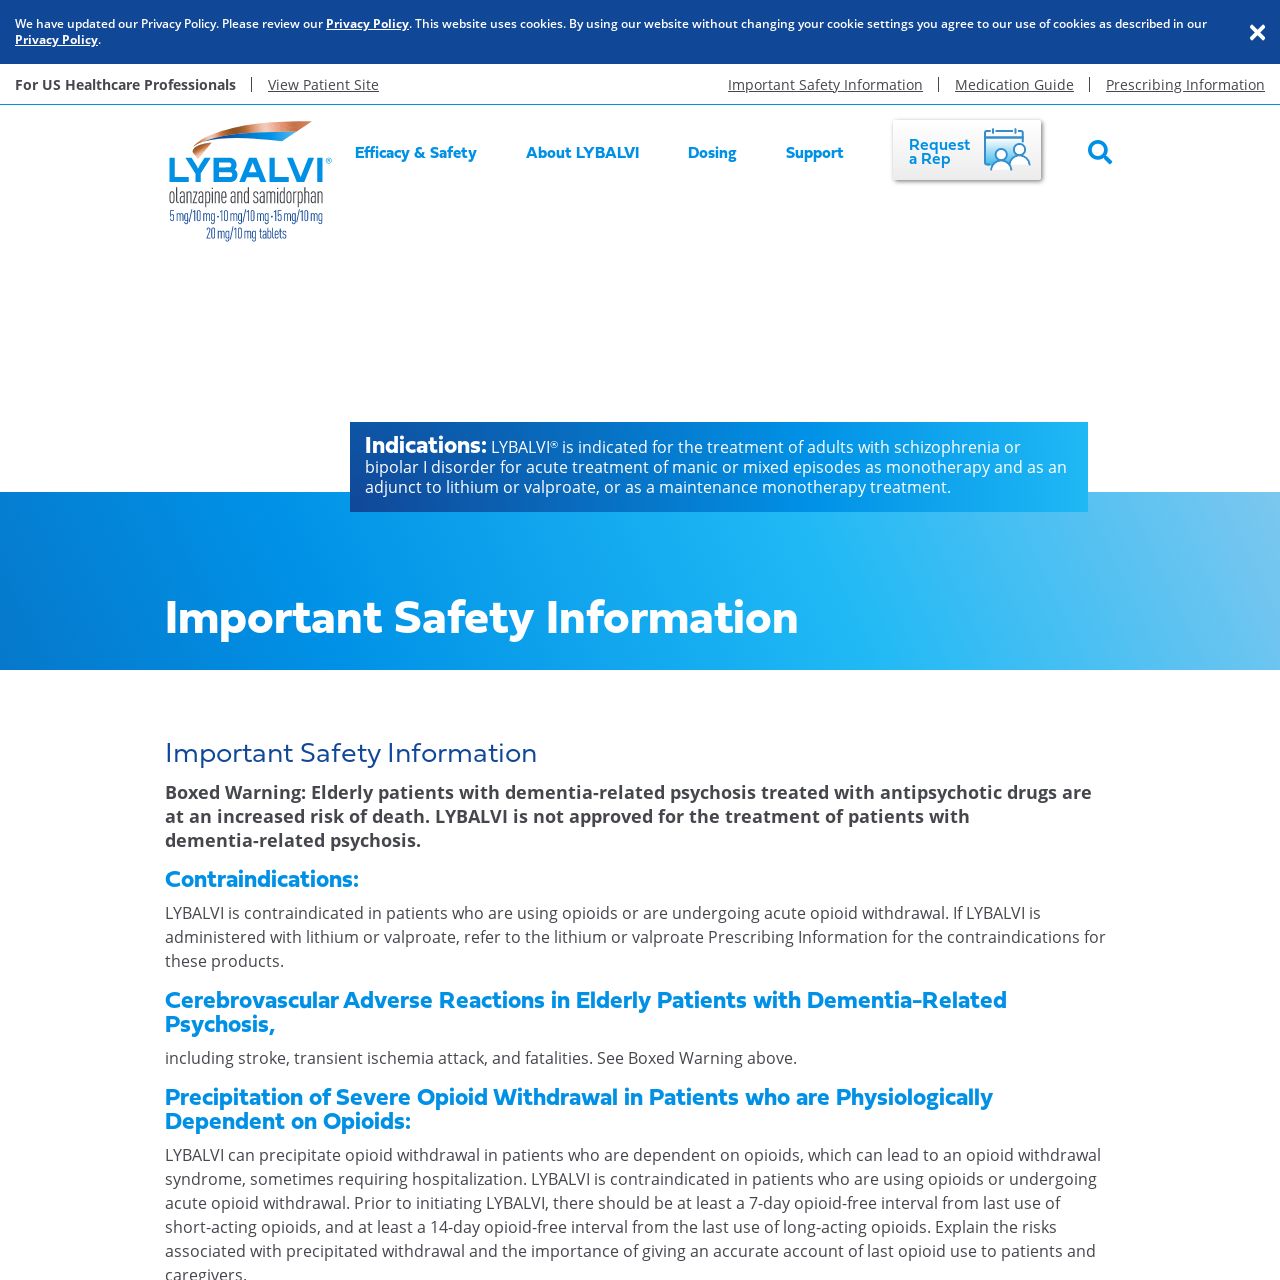 We have updated our Privacy Policy. Please review our Privacy Policy. This website uses cookies. By using our website without changing your cookie settings you agree to our use of cookies as described in our
Privacy Policy.
For US Healthcare Professionals
View Patient Site
Important Safety Information
Medication Guide
Prescribing Information
LYBALVI®
olanzapine and samidorphan
5 mg/10 mg · 10 mg/10 mg · 15 mg/10 mg
20 mg/10 mg tablets
Efficacy & Safety
About LYBALVI
Dosing
Support
Request
a Rep
Indications: LYBALVI® is indicated for the treatment of adults with schizophrenia or
bipolar I disorder for acute treatment of manic or mixed episodes as monotherapy and as an
adjunct to lithium or valproate, or as a maintenance monotherapy treatment.
Important Safety Information
Important Safety Information
Boxed Warning: Elderly patients with dementia-related psychosis treated with antipsychotic drugs are
at an increased risk of death. LYBALVI is not approved for the treatment of patients with
dementia-related psychosis.
Contraindications:
LYBALVI is contraindicated in patients who are using opioids or are undergoing acute opioid withdrawal. If LYBALVI is
administered with lithium or valproate, refer to the lithium or valproate Prescribing Information for the contraindications for
these products.
Cerebrovascular Adverse Reactions in Elderly Patients with Dementia-Related
Psychosis,
including stroke, transient ischemia attack, and fatalities. See Boxed Warning above.
Precipitation of Severe Opioid Withdrawal in Patients who are Physiologically
Dependent on Opioids:
LYBALVI can precipitate opioid withdrawal in patients who are dependent on opioids, which can lead to an opioid withdrawal
syndrome, sometimes requiring hospitalization. LYBALVI is contraindicated in patients who are using opioids or undergoing
acute opioid withdrawal. Prior to initiating LYBALVI, there should be at least a 7-day opioid-free interval from last use of
short-acting opioids, and at least a 14-day opioid-free interval from the last use of long-acting opioids. Explain the risks
associated with precipitated withdrawal and the importance of giving an accurate account of last opioid use to patients and
caregivers.